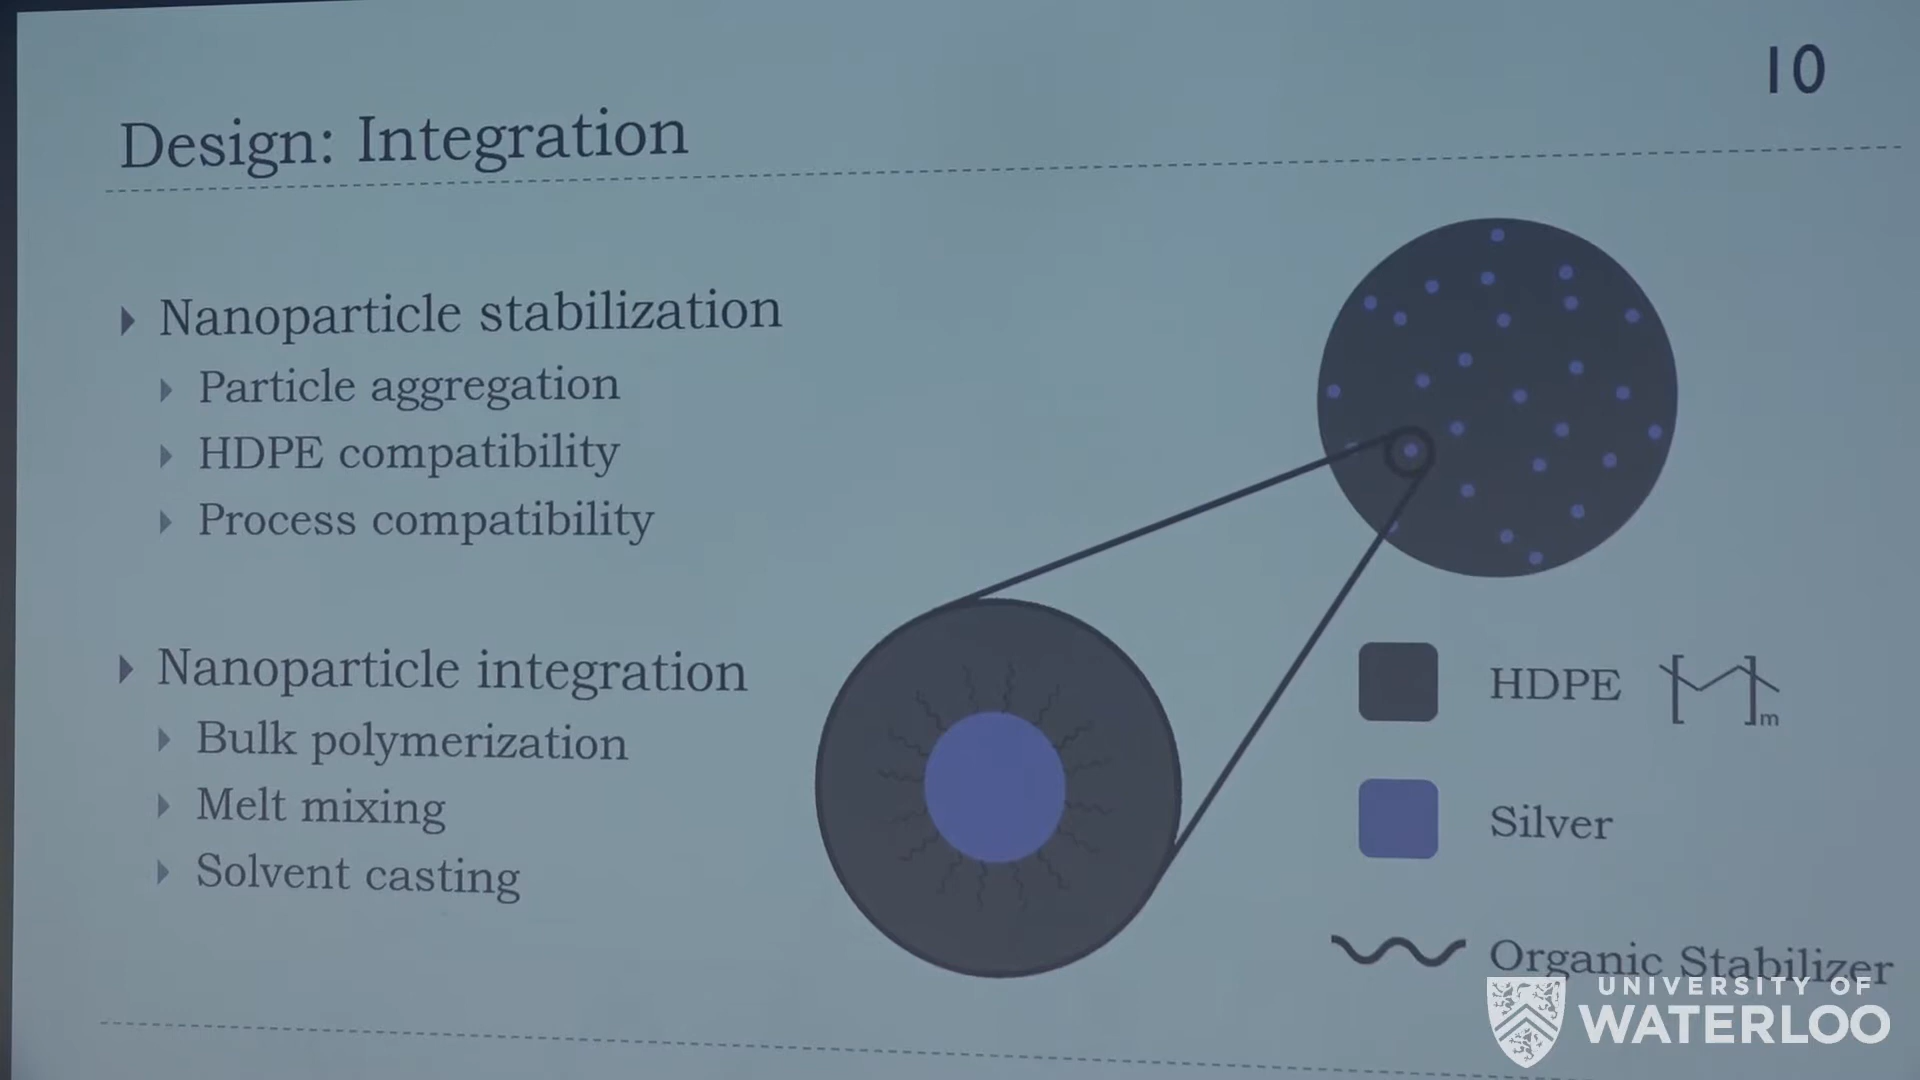 10
Design: Integration
Nanoparticle stabilization
Particle aggregation
HDPE compatibility
Process compatibility
Nanoparticle integration
Bulk polymerization
Melt mixing
Solvent casting
HDPE [ ]m
Silver
Organic Stabilizer
UNIVERSITY OF
WATERLOO